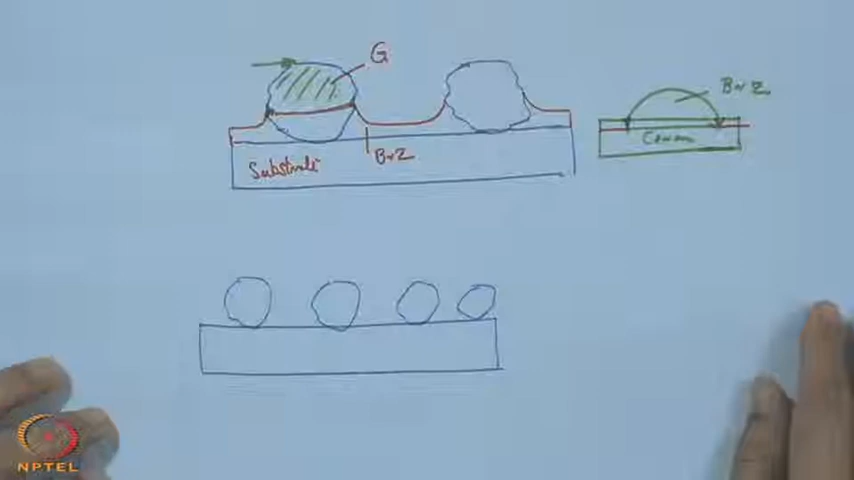 G
BrZ
Substrate
BrZ
NPTEL